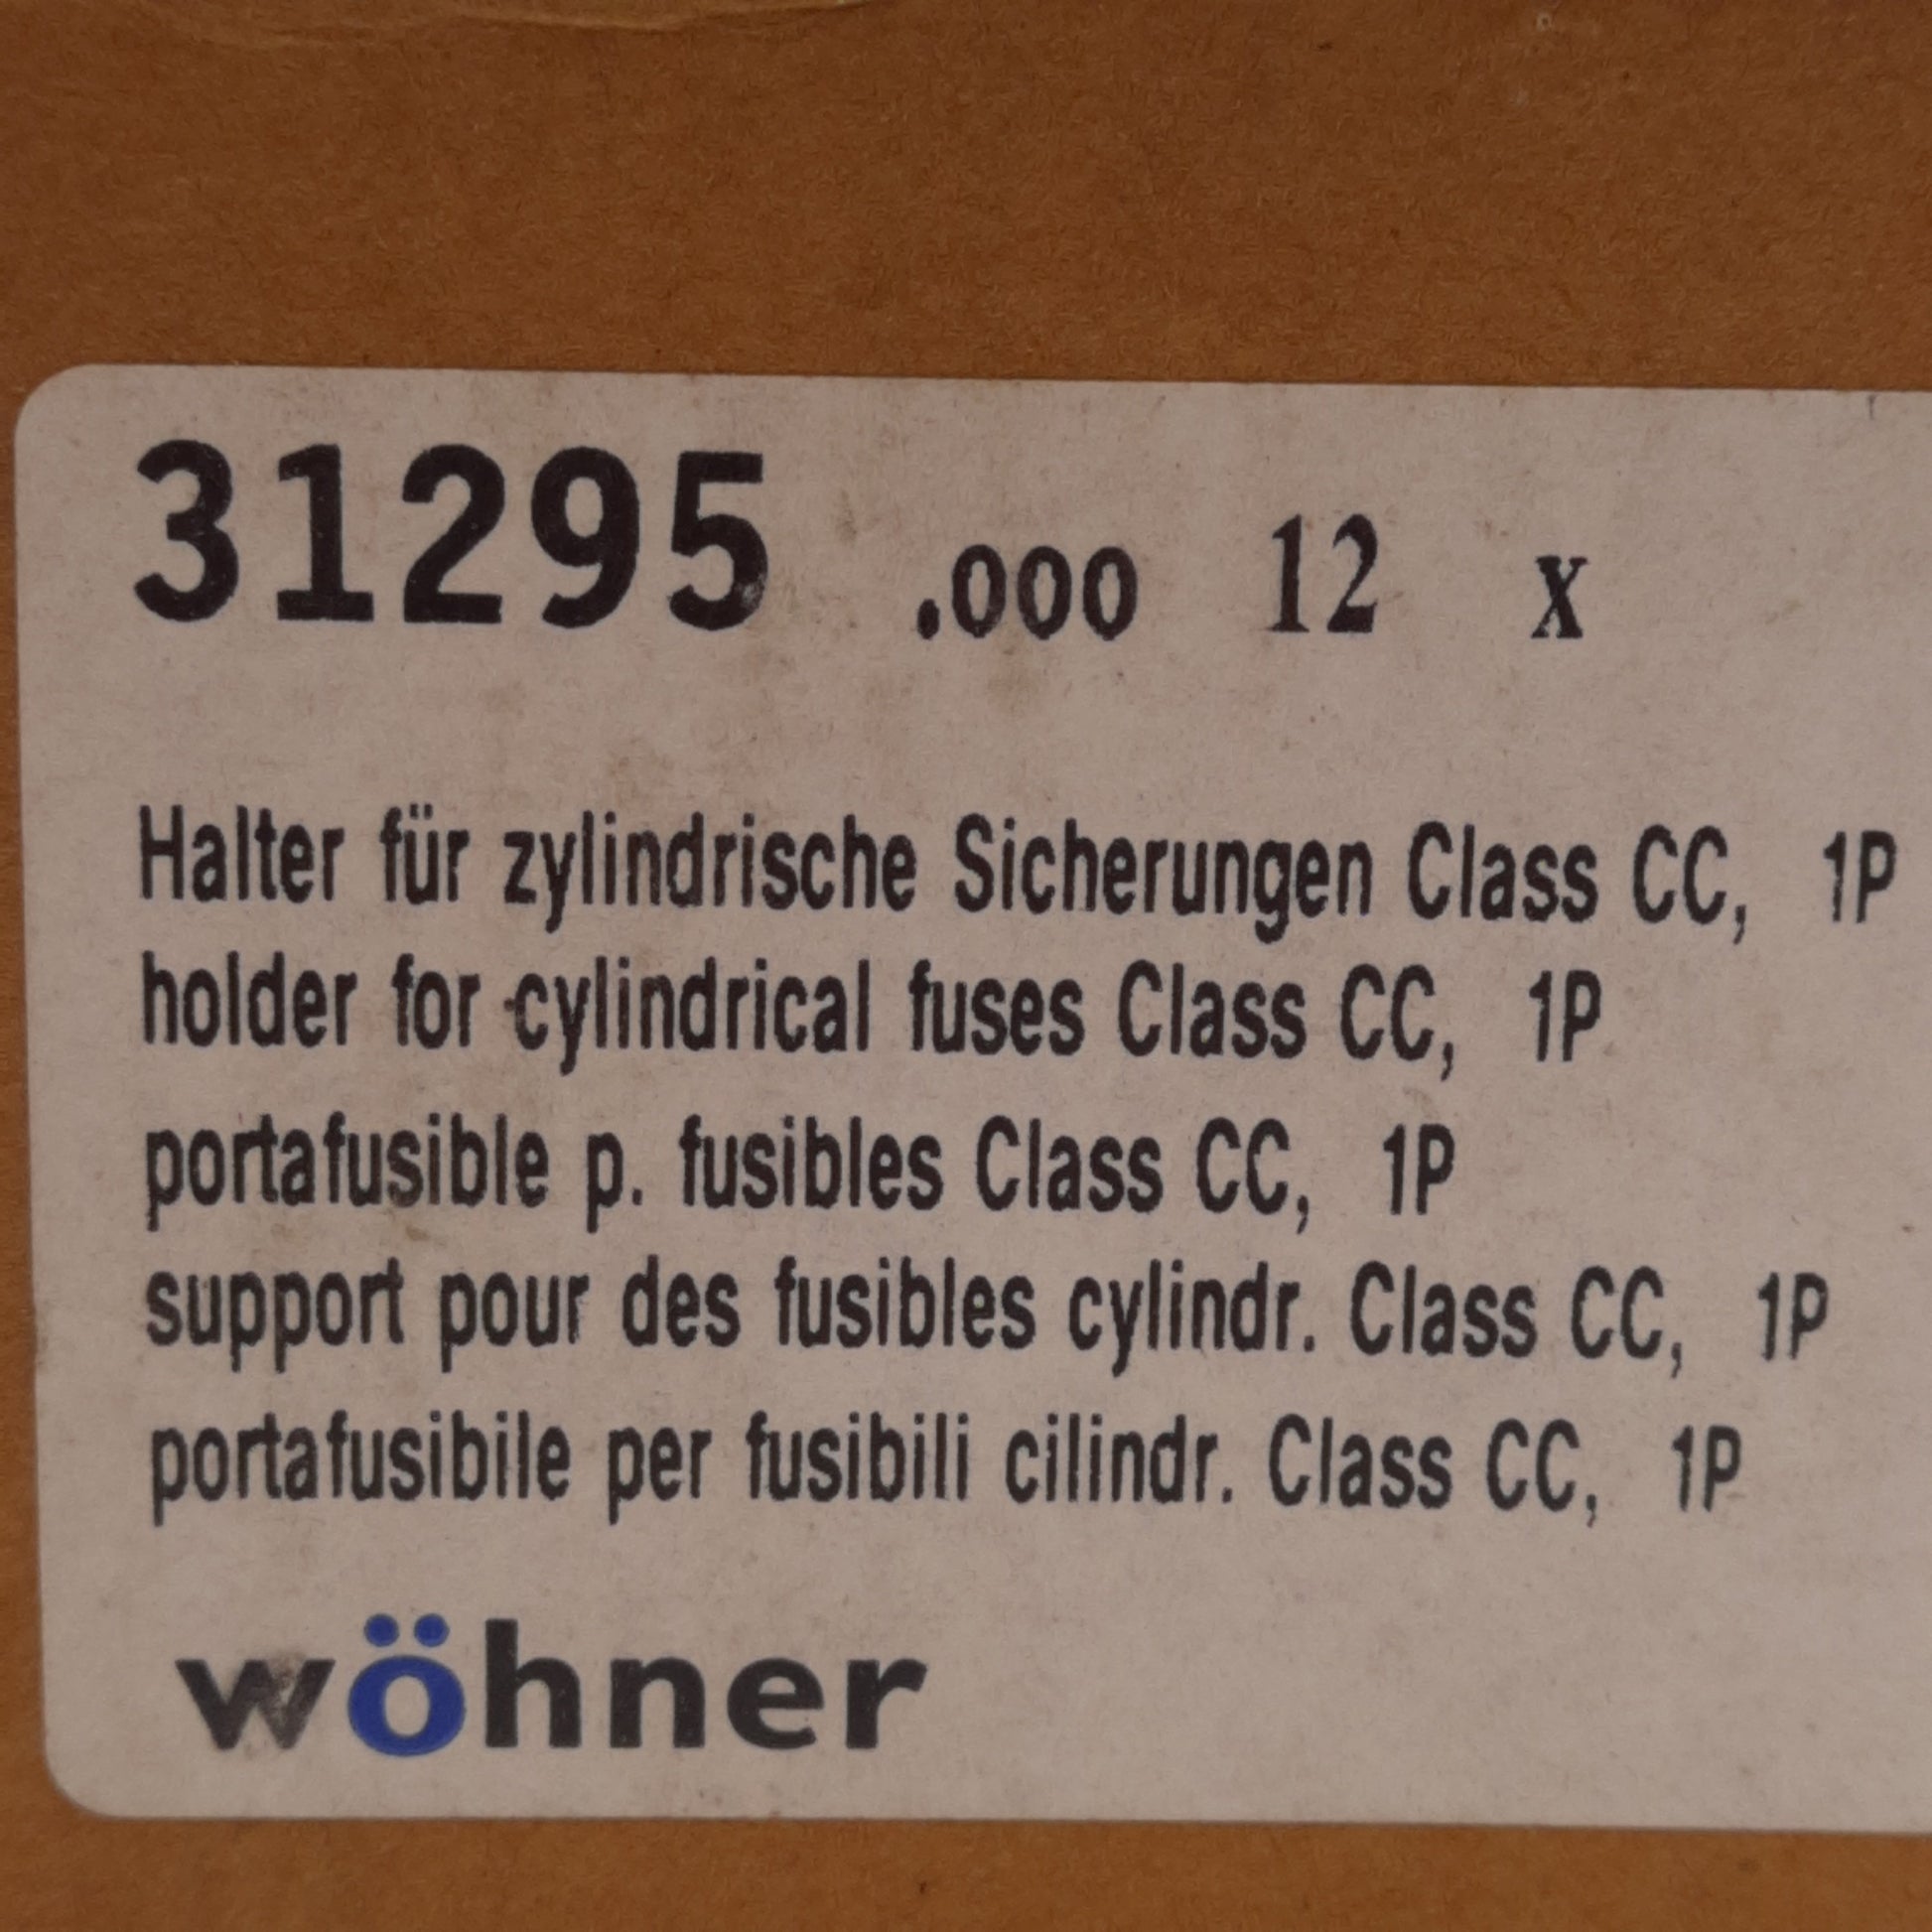 31295 .000 12 x
Halter für zylindrische Sicherungen Class CC, 1P
holder for cylindrical fuses Class CC, 1P
portafusible p. fusibles Class CC, 1P
support pour des fusibles cylindr. Class CC, 1P
portafusibile per fusibili cilindr. Class CC, 1P
wöhner